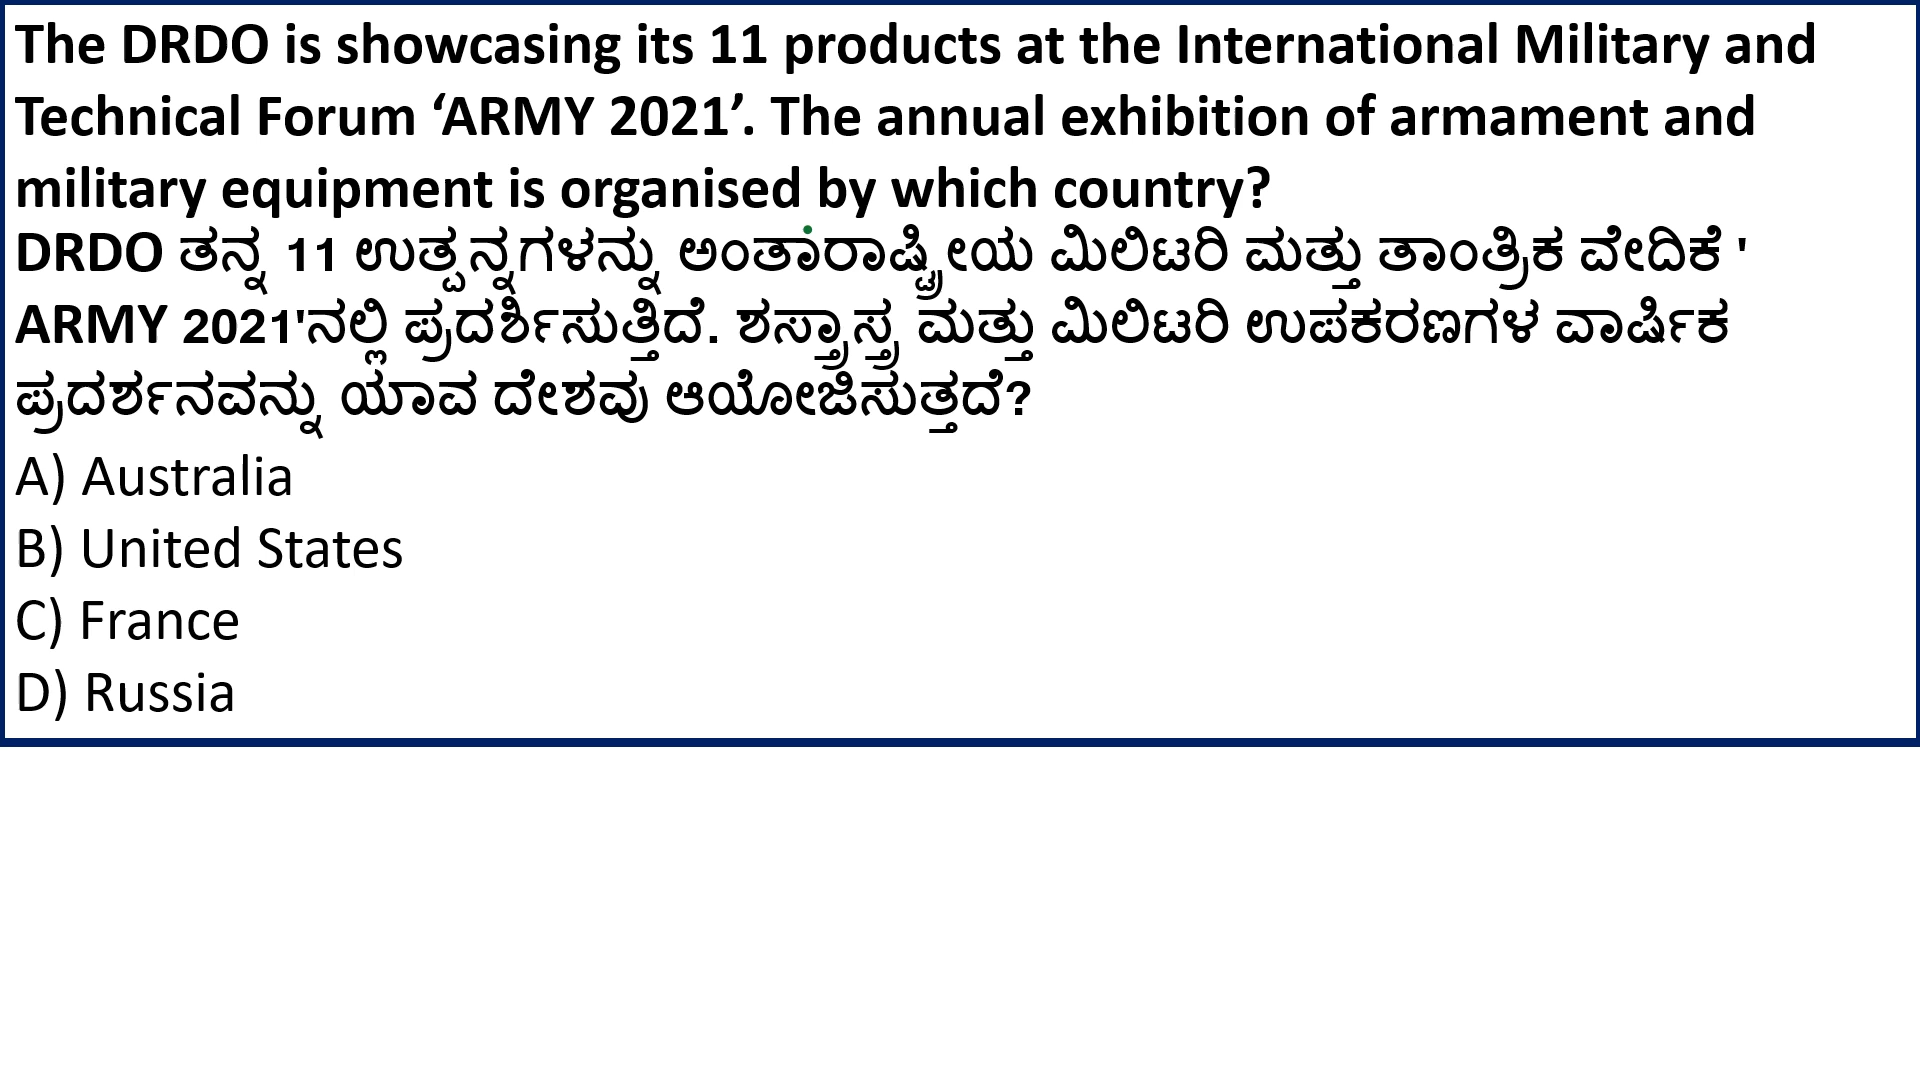 The DRDO is showcasing its 11 products at the International Military and
Technical Forum ‘ARMY 2021’. The annual exhibition of armament and
military equipment is organised by which country?
DRDO ತನ್ನ 11 ಉತ್ಪನ್ನಗಳನ್ನು ಅಂತಾರಾಷ್ಟ್ರೀಯ ಮಿಲಿಟರಿ ಮತ್ತು ತಾಂತ್ರಿಕ ವೇದಿಕೆ '
ARMY 2021'ನಲ್ಲಿ ಪ್ರದರ್ಶಿಸುತ್ತಿದೆ. ಶಸ್ತ್ರಾಸ್ತ್ರ ಮತ್ತು ಮಿಲಿಟರಿ ಉಪಕರಣಗಳ ವಾರ್ಷಿಕ
ಪ್ರದರ್ಶನವನ್ನು ಯಾವ ದೇಶವು ಆಯೋಜಿಸುತ್ತದೆ?
A) Australia
B) United States
C) France
D) Russia